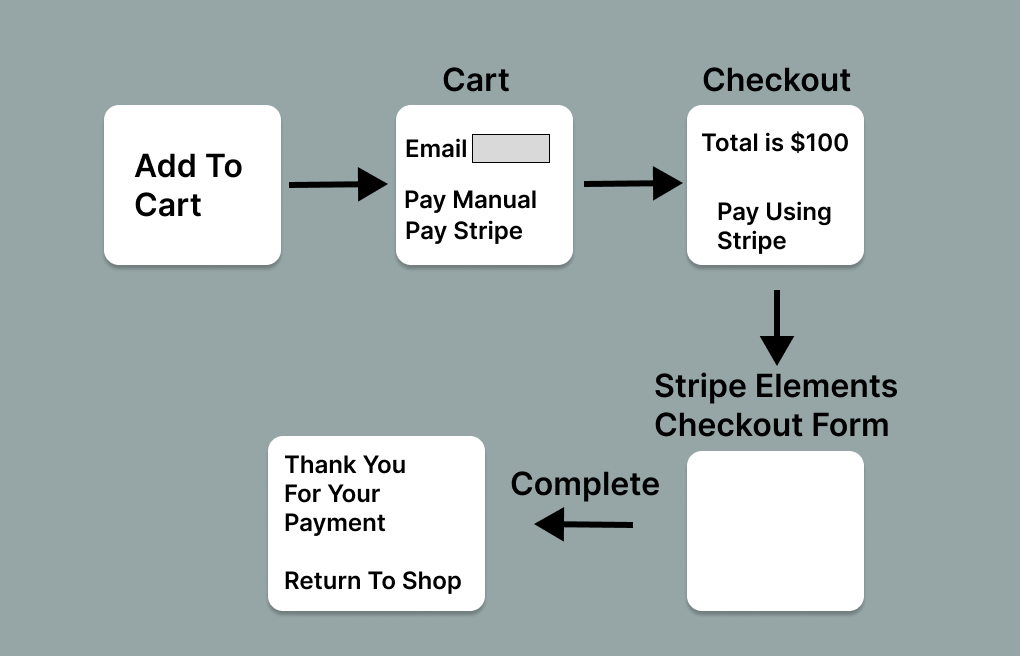 Add To
Cart
Cart
Email
Pay Manual
Pay Stripe
Checkout
Total is $100
Pay Using
Stripe
Stripe Elements
Checkout Form
Complete
Thank You
For Your
Payment
Return To Shop